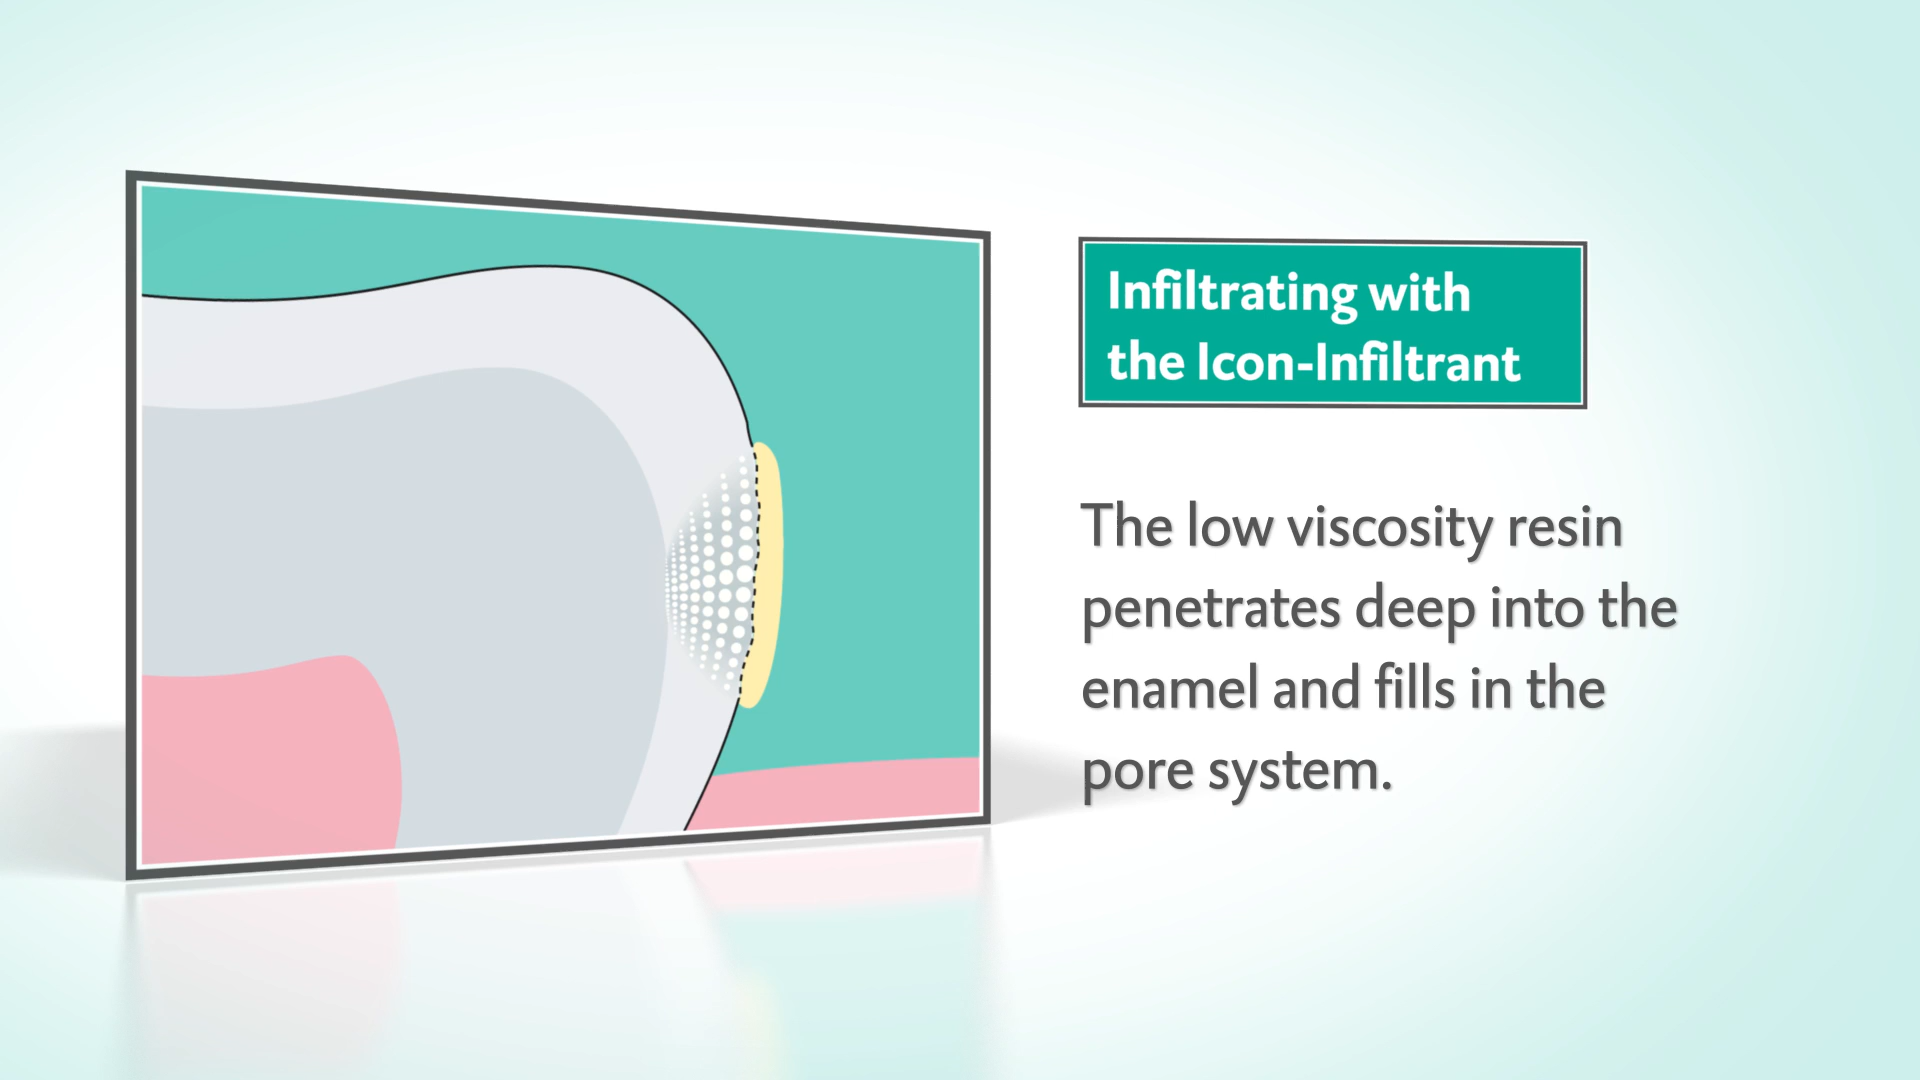 Infiltrating with
the Icon-Infiltrant
The low viscosity resin
penetrates deep into the
enamel and fills in the
pore system.